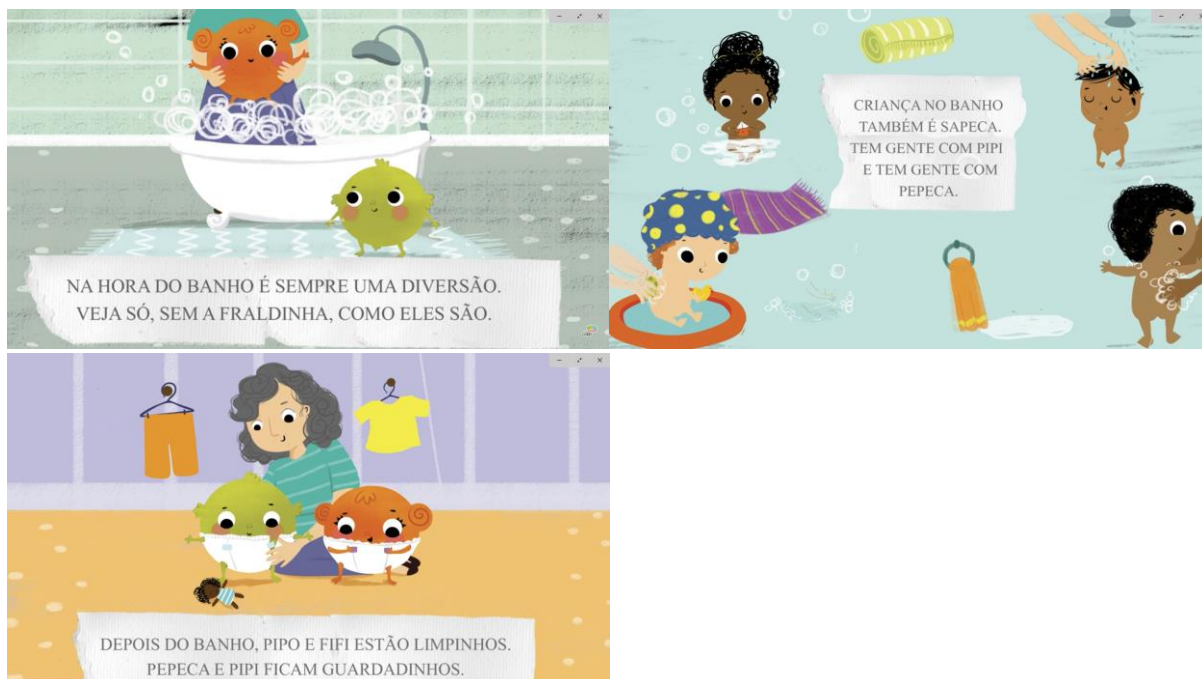 NA HORA DO BANHO É SEMPRE UMA DIVERSÃO.
VEJA SÓ, SEM A FRALDINHA, COMO ELES SÃO.
CRIANÇA NO BANHO
TAMBÉM É SAPECA.
TEM GENTE COM PIPI
E TEM GENTE COM
PEPECA.
DEPOIS DO BANHO, PIPO E FIFI ESTÃO LIMPINHOS.
PEPECA E PIPI FICAM GUARDADINHOS.